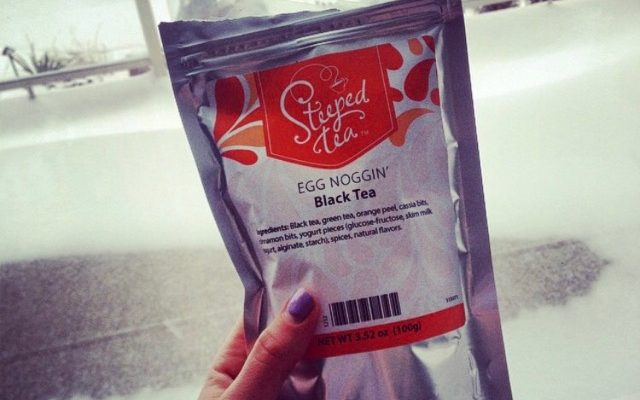 Steeped
tea™
EGG NOGGIN'
Black Tea
Ingredients: Black tea, green tea, orange peel, cassia bits,
cinnamon bits, yogurt pieces (glucose-fructose, skim milk
yogurt, alginate, starch), spices, natural flavors.
NET WT 3.52 oz (100g)